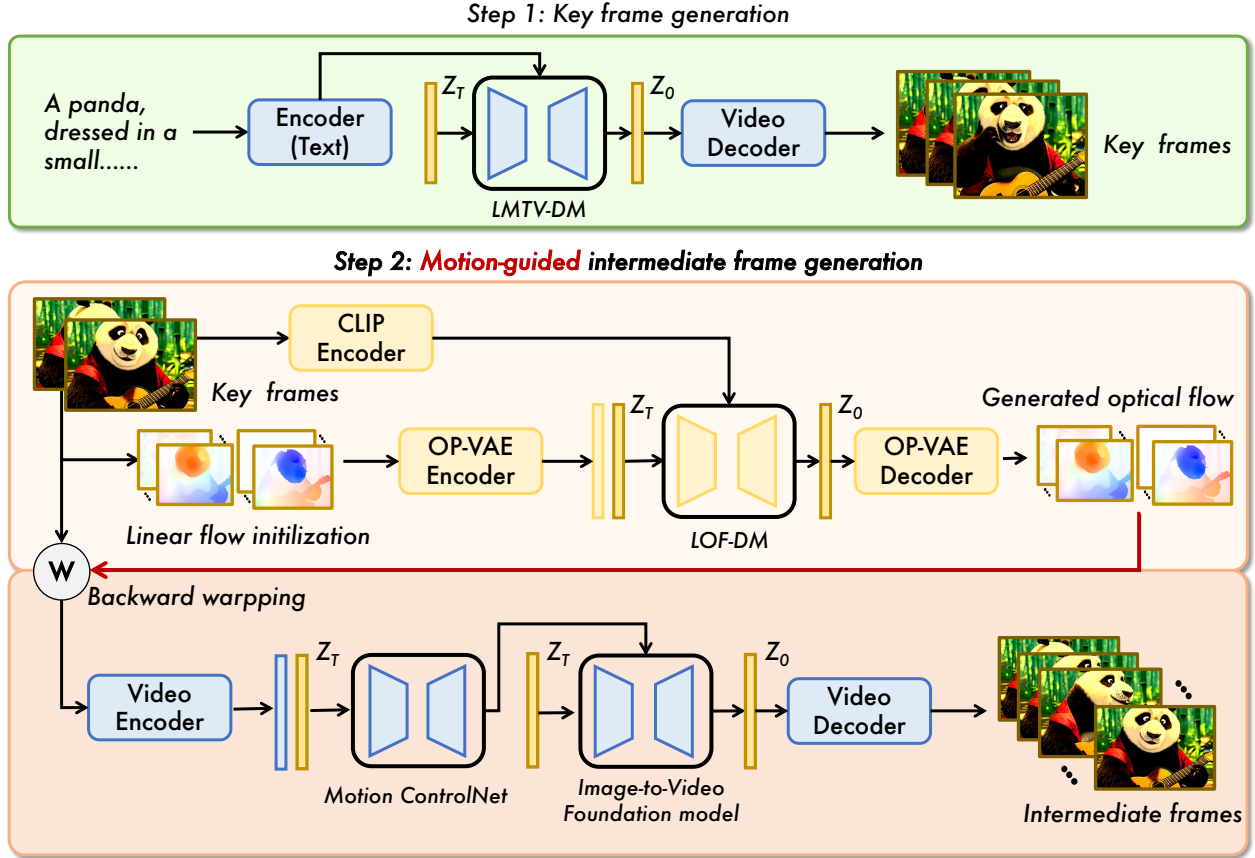 Step 1: Key frame generation
A panda,
dressed in a
small......
Encoder
(Text)
Z_T
LMTV-DM
Z_0
Video
Decoder
Key frames
Step 2: Motion-guided intermediate frame generation
Key frames
CLIP
Encoder
Linear flow initilization
OP-VAE
Encoder
Z_T
LOF-DM
Z_0
OP-VAE
Decoder
Generated optical flow
W
Backward warpping
Video
Encoder
Z_T
Motion ControlNet
Z_T
Image-to-Video
Foundation model
Z_0
Video
Decoder
Intermediate frames